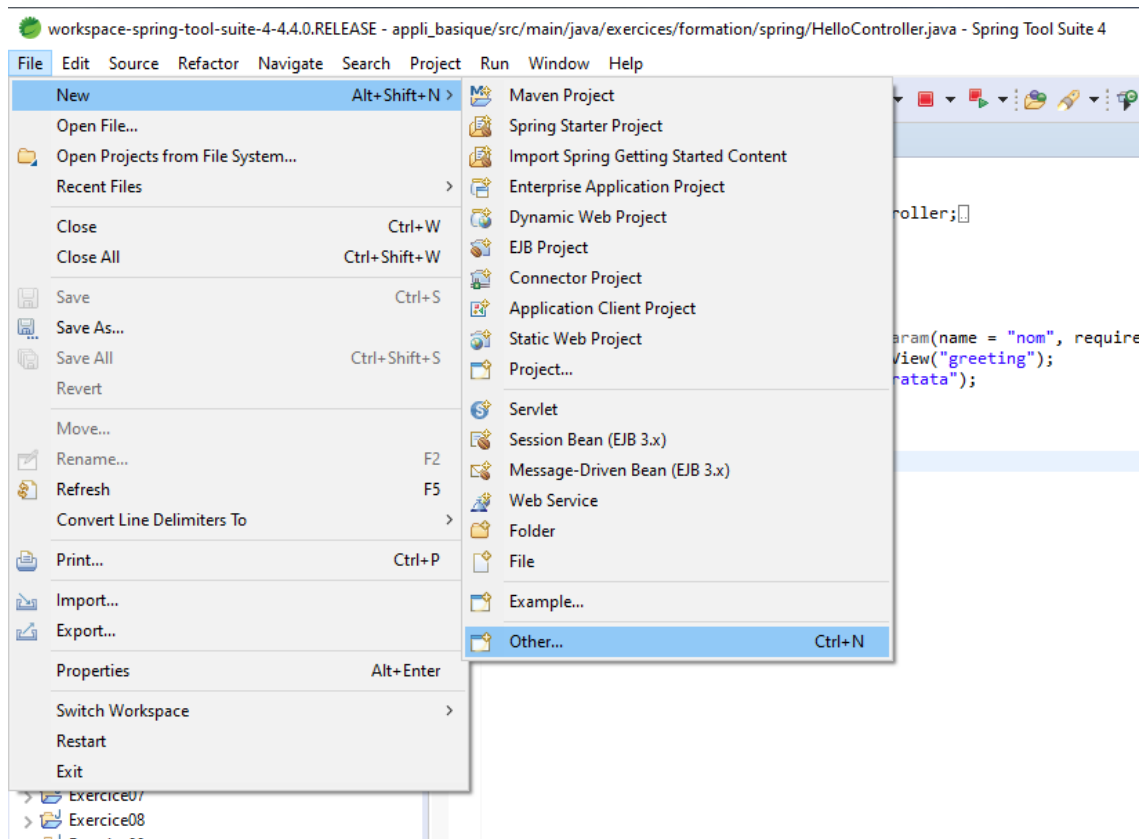 workspace-spring-tool-suite-4-4.4.0.RELEASE - appli_basique/src/main/java/exercices/formation/spring/HelloController.java - Spring Tool Suite 4
File Edit Source Refactor Navigate Search Project Run Window Help
New Alt+Shift+N >
Open File...
Open Projects from File System...
Recent Files >
Close Ctrl+W
Close All Ctrl+Shift+W
Save Ctrl+S
Save As...
Save All Ctrl+Shift+S
Revert
Move...
Rename... F2
Refresh F5
Convert Line Delimiters To >
Print... Ctrl+P
Import...
Export...
Properties Alt+Enter
Switch Workspace >
Restart
Exit
Maven Project
Spring Starter Project
Import Spring Getting Started Content
Enterprise Application Project
Dynamic Web Project
EJB Project
Connector Project
Application Client Project
Static Web Project
Project...
Servlet
Session Bean (EJB 3.x)
Message-Driven Bean (EJB 3.x)
Web Service
Folder
File
Example...
Other... Ctrl+N
roller;
aram(name = "nom", require
View("greeting");
ratata");
> Exercice07
> Exercice08